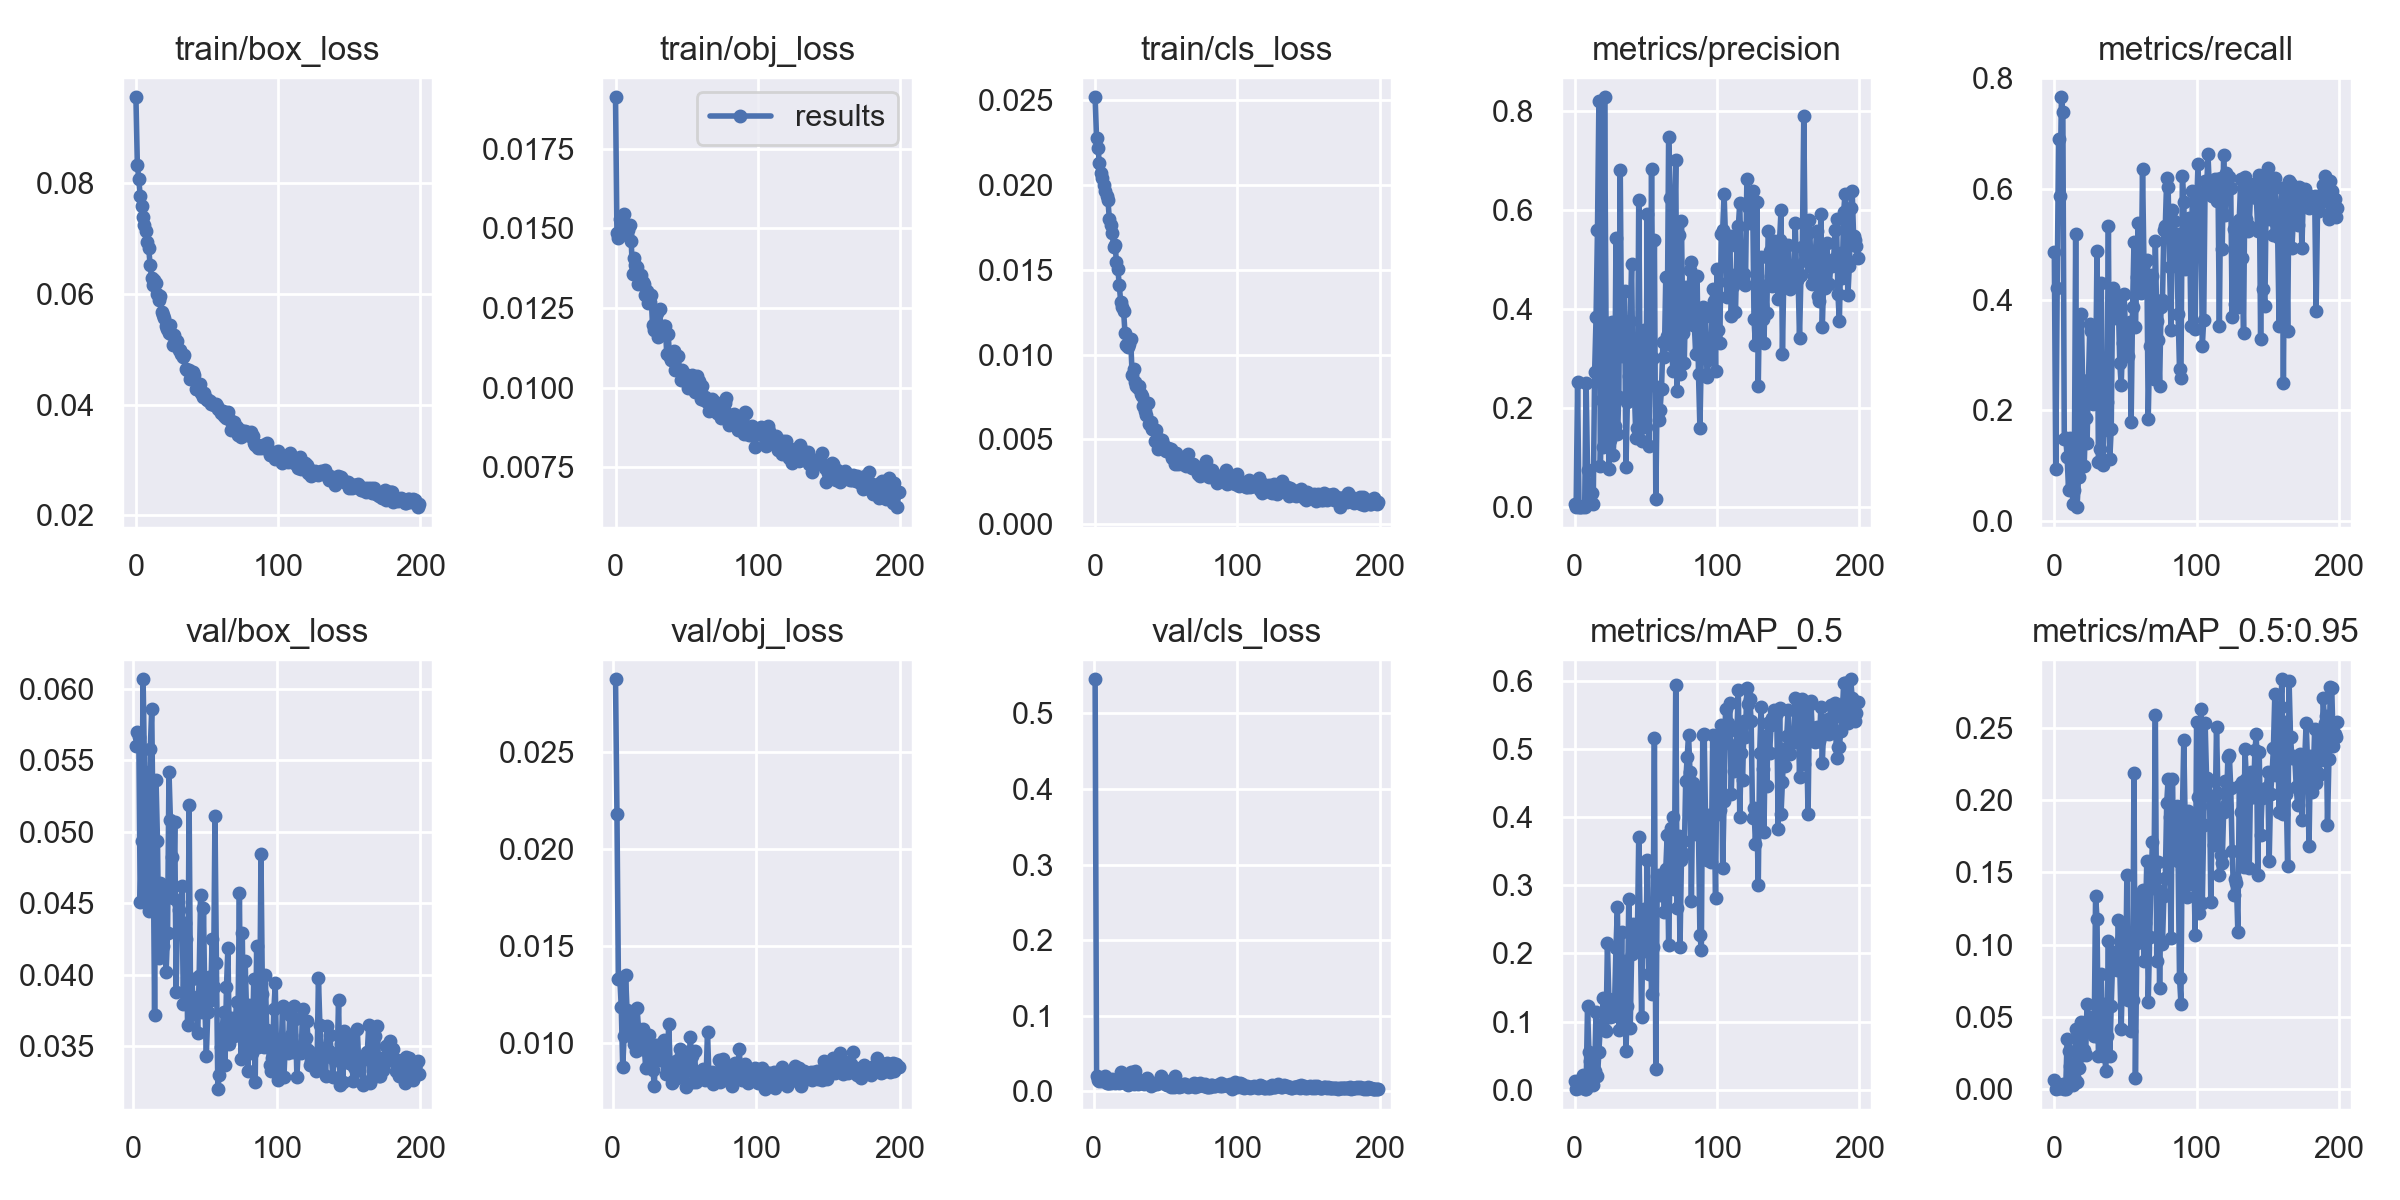 train/box_loss
0.08
0.06
0.04
0.02
0 100 200
train/obj_loss
results
0.0175
0.0150
0.0125
0.0100
0.0075
0 100 200
train/cls_loss
0.025
0.020
0.015
0.010
0.005
0.000
0 100 200
metrics/precision
0.8
0.6
0.4
0.2
0.0
0 100 200
metrics/recall
0.8
0.6
0.4
0.2
0.0
0 100 200
val/box_loss
0.060
0.055
0.050
0.045
0.040
0.035
0 100 200
val/obj_loss
0.025
0.020
0.015
0.010
0 100 200
val/cls_loss
0.5
0.4
0.3
0.2
0.1
0.0
0 100 200
metrics/mAP_0.5
0.6
0.5
0.4
0.3
0.2
0.1
0.0
0 100 200
metrics/mAP_0.5:0.95
0.25
0.20
0.15
0.10
0.05
0.00
0 100 200